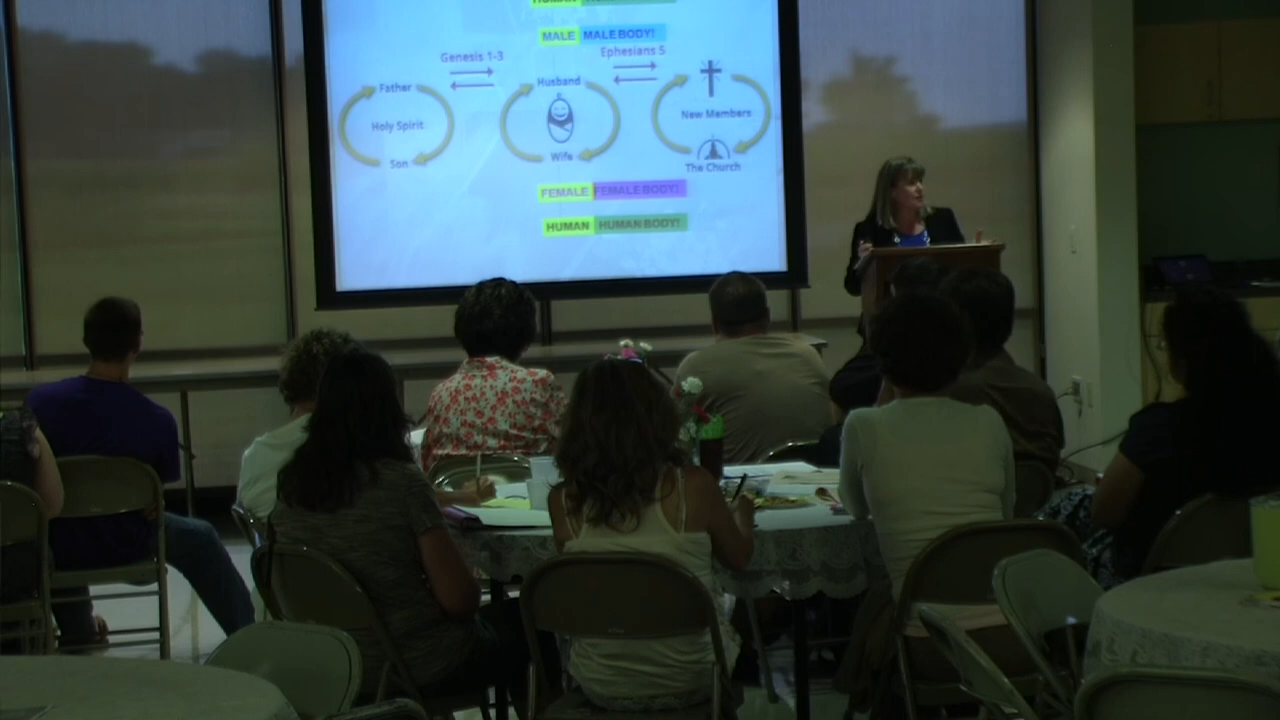 HUMAN
MALE MALE BODY!
Genesis 1-3
Ephesians 5
Father
Husband
Holy Spirit
New Members
Son
Wife
The Church
FEMALE FEMALE BODY!
HUMAN HUMAN BODY!